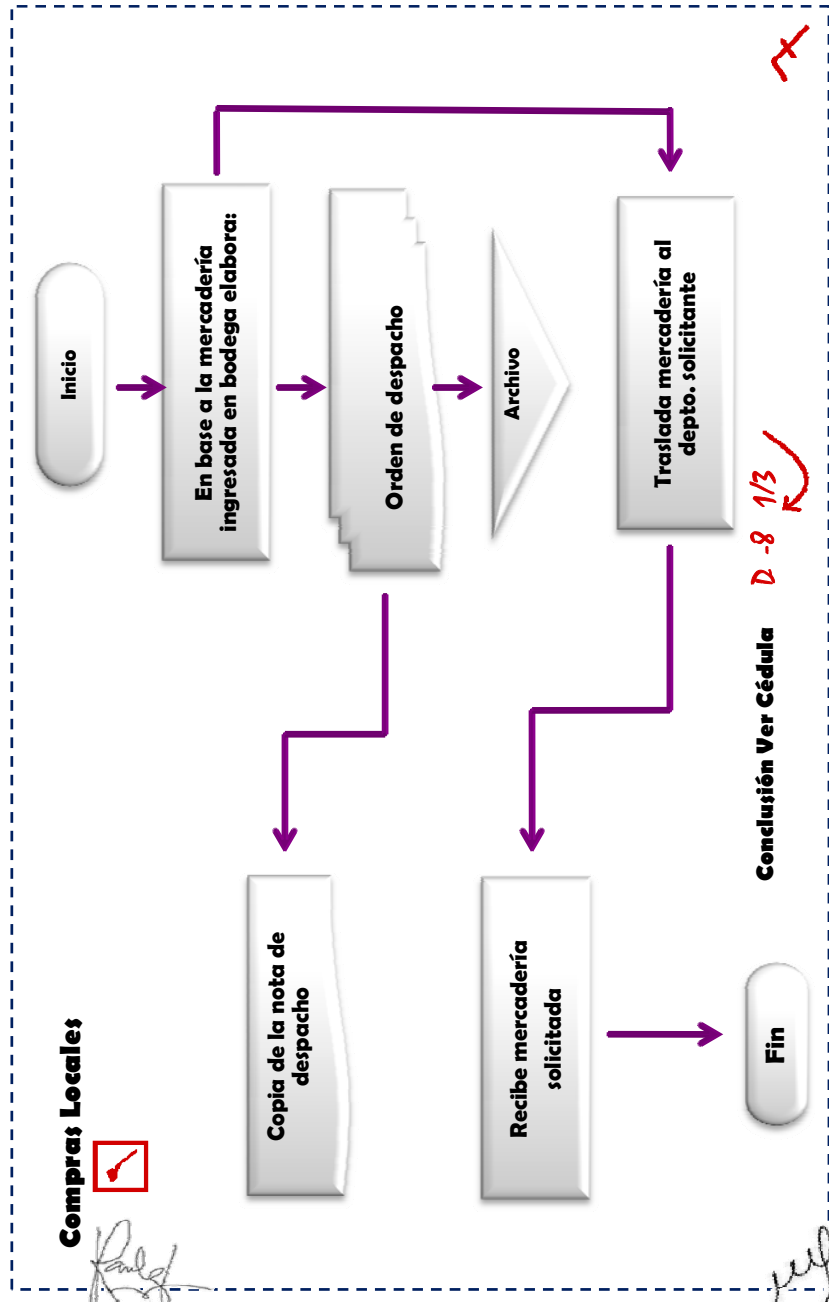 Compras Locales
Inicio
En base a la mercadería
ingresada en bodega elabora:
Copia de la nota de
despacho
Orden de despacho
Archivo
Recibe mercadería
solicitada
Traslada mercadería al
depto. solicitante
Fin
Conclusión Ver Cédula D-8 1/3